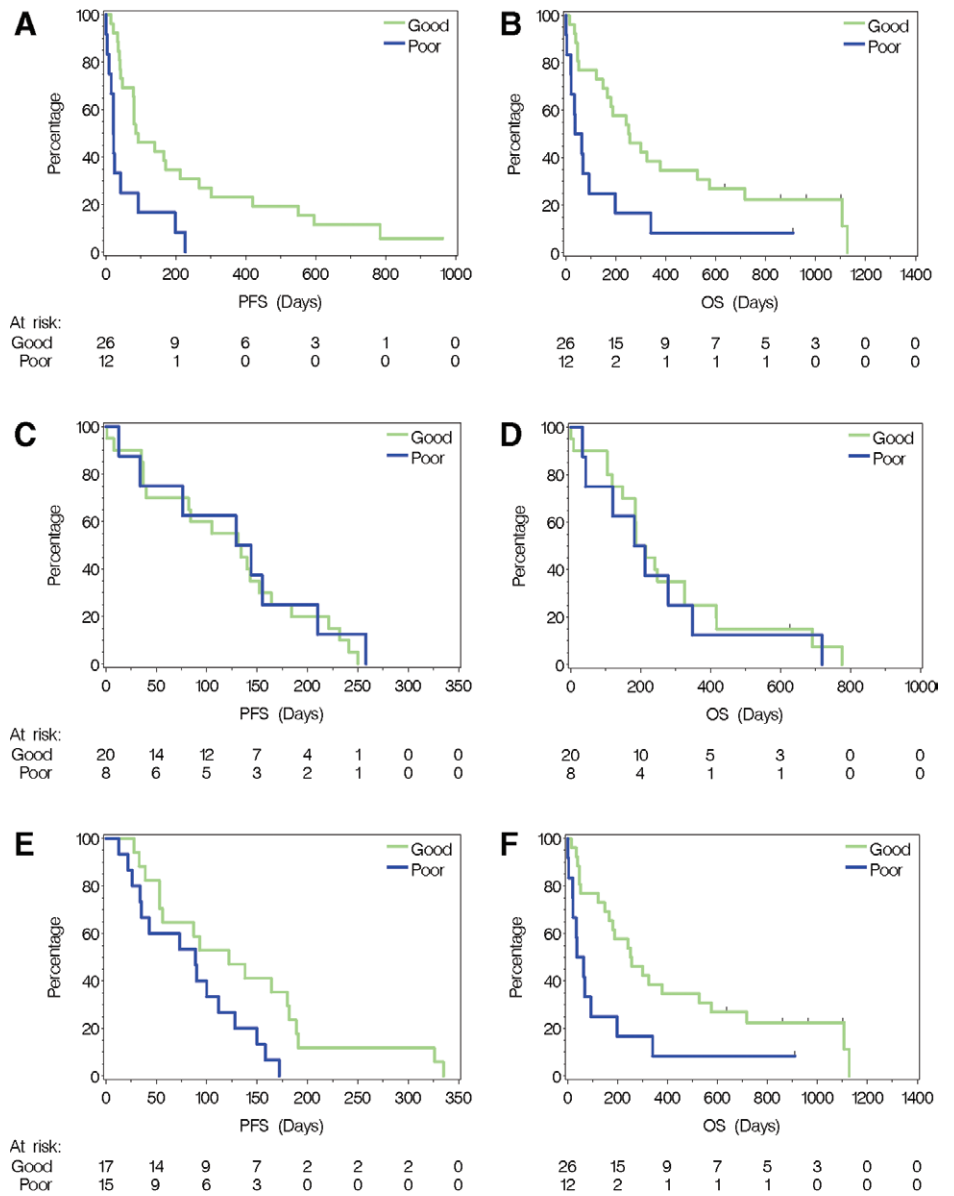 A
100
80
60
40
20
0
Percentage
Good
Poor
0 200 400 600 800 1000
PFS (Days)
At risk:
Good 26 9 6 3 1 0
Poor 12 1 0 0 0 0
B
100
80
60
40
20
0
Percentage
Good
Poor
0 200 400 600 800 1000 1200 1400
OS (Days)
26 15 9 7 5 3 0 0
12 2 1 1 1 0 0 0
C
100
80
60
40
20
0
Percentage
Good
Poor
0 50 100 150 200 250 300 350
PFS (Days)
At risk:
Good 20 14 12 7 4 1 0 0
Poor 8 6 5 3 2 1 0 0
D
100
80
60
40
20
0
Percentage
Good
Poor
0 200 400 600 800 1000
OS (Days)
20 10 5 3 0 0
8 4 1 1 0 0
E
100
80
60
40
20
0
Percentage
Good
Poor
0 50 100 150 200 250 300 350
PFS (Days)
At risk:
Good 17 14 9 7 2 2 2 0
Poor 15 9 6 3 0 0 0 0
F
100
80
60
40
20
0
Percentage
Good
Poor
0 200 400 600 800 1000 1200 1400
OS (Days)
26 15 9 7 5 3 0 0
12 2 1 1 1 0 0 0